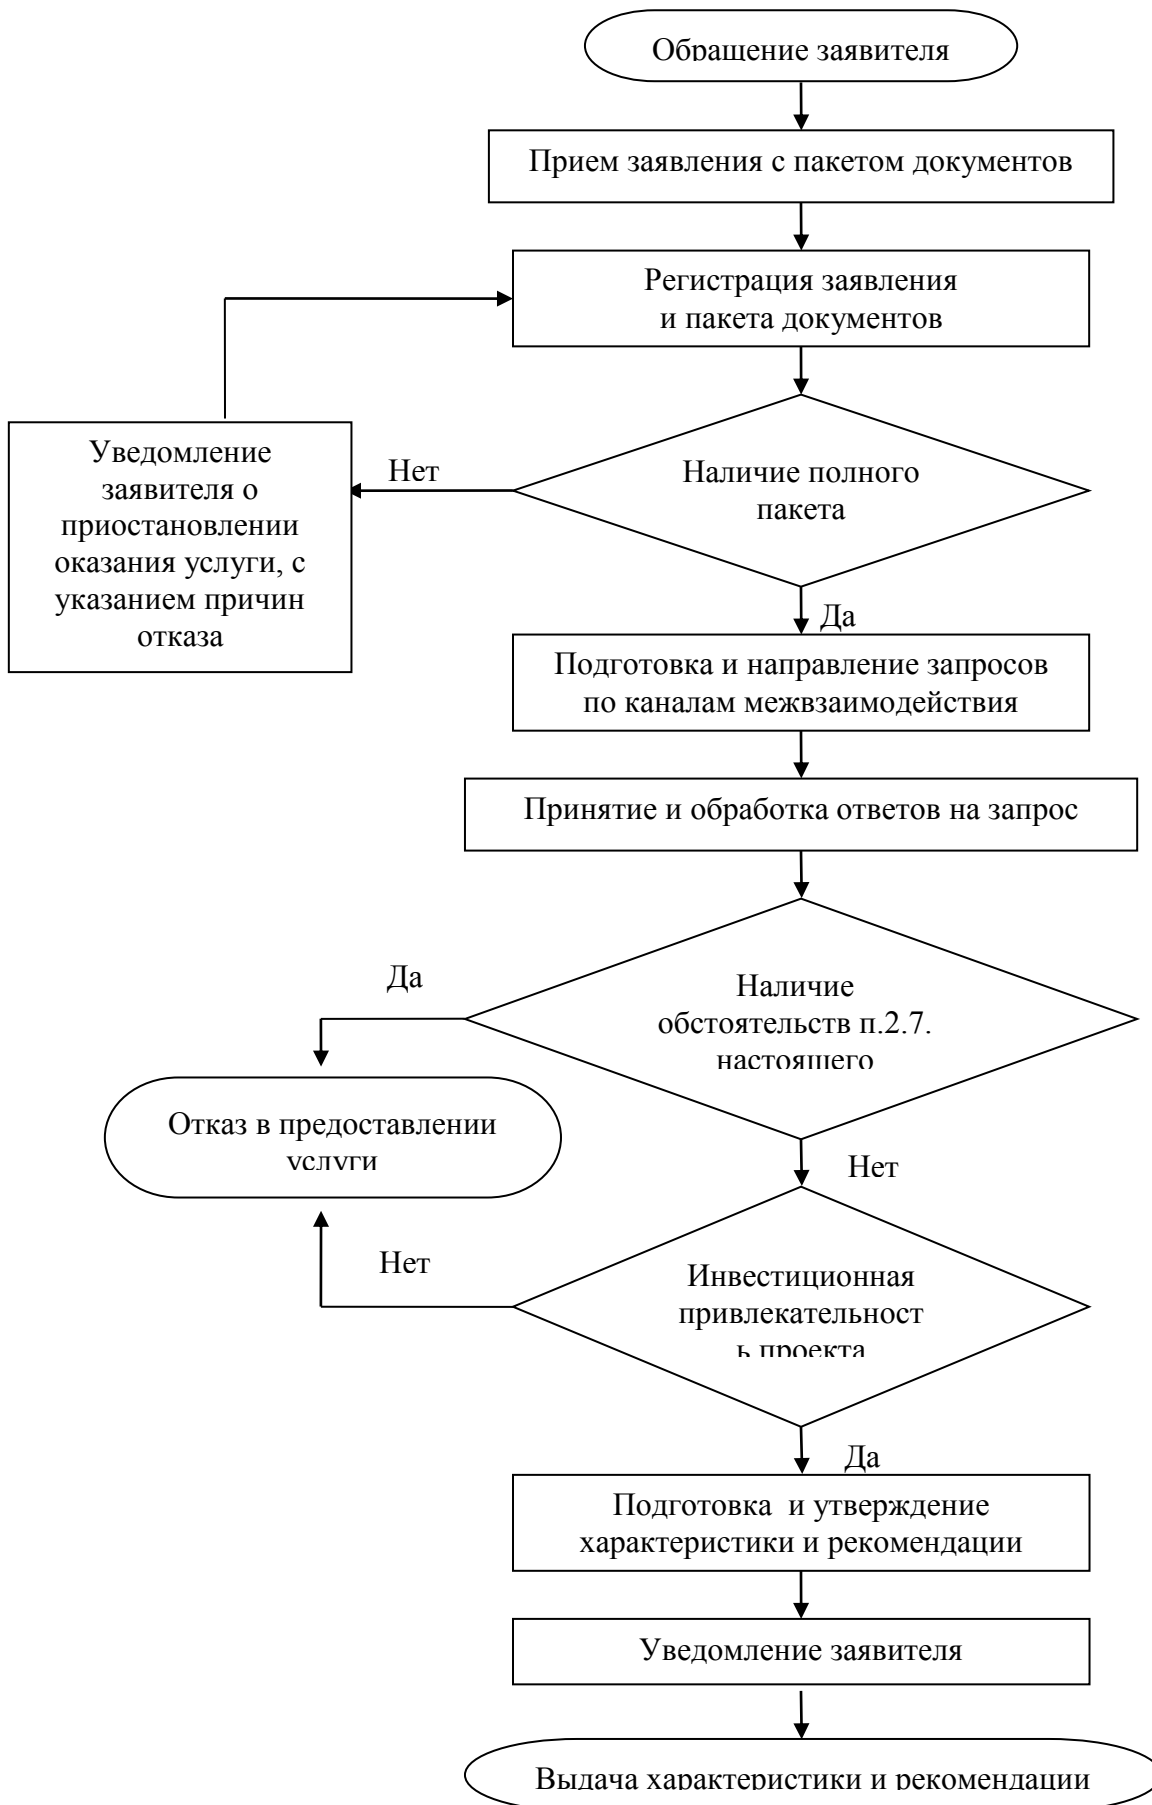 Обращение заявителя
Прием заявления с пакетом документов
Регистрация заявления
и пакета документов
Уведомление
заявителя о
приостановлении
оказания услуги, с
указанием причин
отказа
Нет
Наличие полного
пакета
Да
Подготовка и направление запросов
по каналам межвзаимодействия
Принятие и обработка ответов на запрос
Да
Наличие
обстоятельств п.2.7.
настоящего
Отказ в предоставлении
услуги
Нет
Нет
Инвестиционная
привлекательност
ь проекта
Да
Подготовка  и утверждение
характеристики и рекомендации
Уведомление заявителя
Выдача характеристики и рекомендации